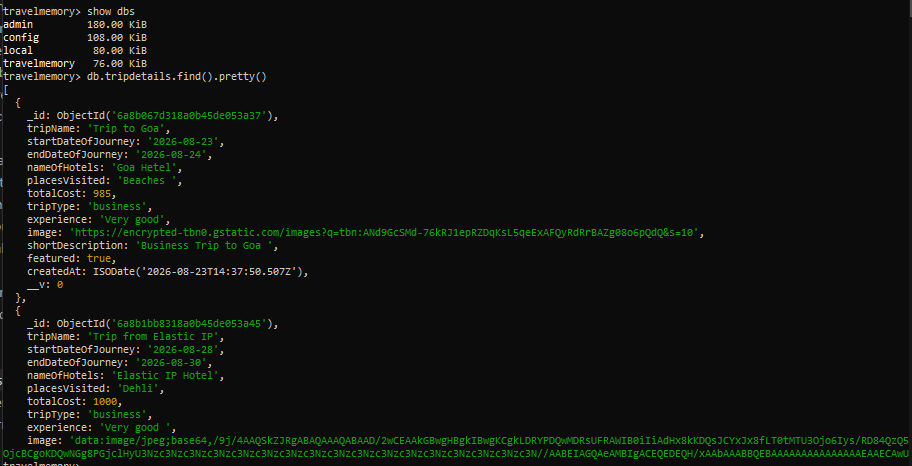 travelmemory> show dbs
admin         180.00 KiB
config        108.00 KiB
local          80.00 KiB
travelmemory   76.00 KiB
travelmemory> db.tripdetails.find().pretty()
[
  {
    _id: ObjectId('6a8b067d318a0b45de053a37'),
    tripName: 'Trip to Goa',
    startDateOfJourney: '2026-08-23',
    endDateOfJourney: '2026-08-24',
    nameOfHotels: 'Goa Hetel',
    placesVisited: 'Beaches ',
    totalCost: 985,
    tripType: 'business',
    experience: 'Very good',
    image: 'https://encrypted-tbn0.gstatic.com/images?q=tbn:ANd9GcSMd-76kRJ1epRZDqKsL5qeExAFQyRdRrBAZg08o6pQdQ&s=10',
    shortDescription: 'Business Trip to Goa ',
    featured: true,
    createdAt: ISODate('2026-08-23T14:37:50.507Z'),
    __v: 0
  },
  {
    _id: ObjectId('6a8b1bb8318a0b45de053a45'),
    tripName: 'Trip from Elastic IP',
    startDateOfJourney: '2026-08-28',
    endDateOfJourney: '2026-08-30',
    nameOfHotels: 'Elastic IP Hotel',
    placesVisited: 'Dehli',
    totalCost: 1000,
    tripType: 'business',
    experience: 'Very good ',
    image: 'data:image/jpeg;base64,/9j/4AAQSkZJRgABAQAAAQABAAD/2wCEAAkGBwgHBgkIBwgKCgkLDRYPDQwMDRsUFRAWIB0iIiAdHx8kKDQsJCYxJx8fLT0tMTU3Ojo6Iys/RD84QzQ5
OjcBCgoKDQwNGg8PGjclHyU3Nzc3Nzc3Nzc3Nzc3Nzc3Nzc3Nzc3Nzc3Nzc3Nzc3Nzc3Nzc3Nzc3Nzc3Nzc3Nzc3Nzc3N//AABEIAGQAeAMBIgACEQEDEQH/xAAbAAABBQEBAAAAAAAAAAAAAAAEAAECAwU